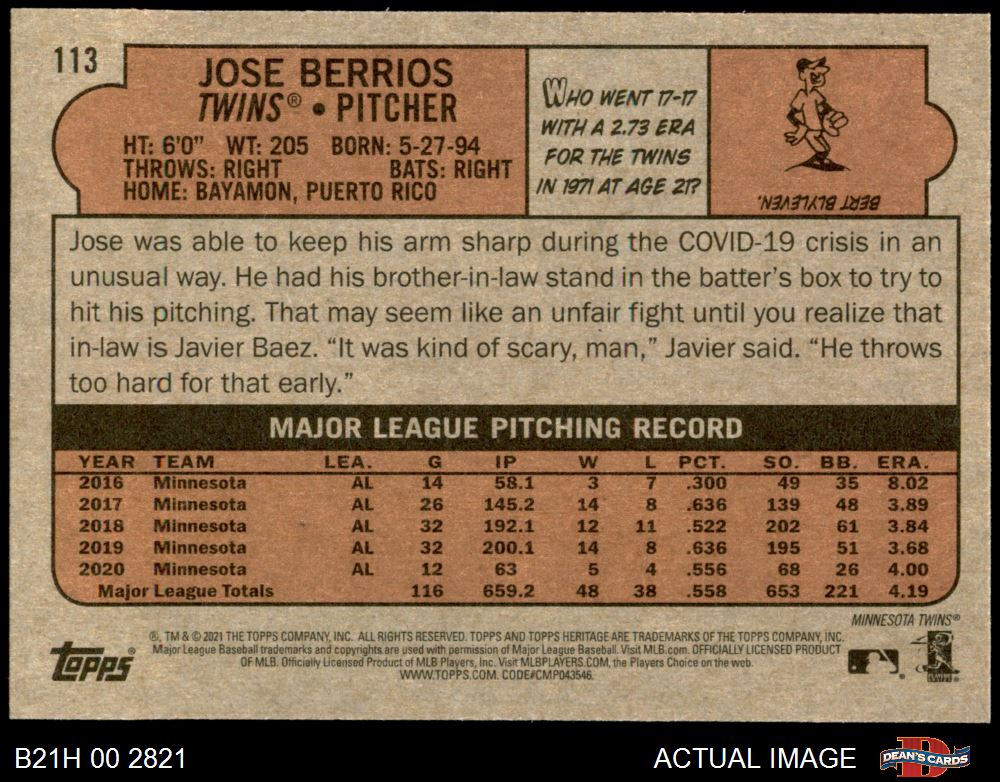 113
JOSE BERRIOS
TWINS® • PITCHER
HT: 6'0" WT: 205 BORN: 5-27-94
THROWS: RIGHT BATS: RIGHT
HOME: BAYAMON, PUERTO RICO
WHO WENT 17-17
WITH A 2.73 ERA
FOR THE TWINS
IN 1971 AT AGE 21?
BERT BLYLEVEN.
Jose was able to keep his arm sharp during the COVID-19 crisis in an
unusual way. He had his brother-in-law stand in the batter's box to try to
hit his pitching. That may seem like an unfair fight until you realize that
in-law is Javier Baez. “It was kind of scary, man,” Javier said. “He throws
too hard for that early.”
MAJOR LEAGUE PITCHING RECORD
YEAR TEAM LEA. G IP W L PCT. SO. BB. ERA.
2016 Minnesota AL 14 58.1 3 7 .300 49 35 8.02
2017 Minnesota AL 26 145.2 14 8 .636 139 48 3.89
2018 Minnesota AL 32 192.1 12 11 .522 202 61 3.84
2019 Minnesota AL 32 200.1 14 8 .636 195 51 3.68
2020 Minnesota AL 12 63 5 4 .556 68 26 4.00
Major League Totals 116 659.2 48 38 .558 653 221 4.19
MINNESOTA TWINS®
®, TM & © 2021 THE TOPPS COMPANY, INC. ALL RIGHTS RESERVED. TOPPS AND TOPPS HERITAGE ARE TRADEMARKS OF THE TOPPS COMPANY, INC.
Major League Baseball trademarks and copyrights are used with permission of Major League Baseball. Visit MLB.com. OFFICIALLY LICENSED PRODUCT
OF MLB. Officially Licensed Product of MLB Players, Inc. Visit MLBPLAYERS.COM, the Players Choice on the web.
WWW.TOPPS.COM. CODE#CMP043546.
topps®
B21H 00 2821
ACTUAL IMAGE
DEAN'S CARDS